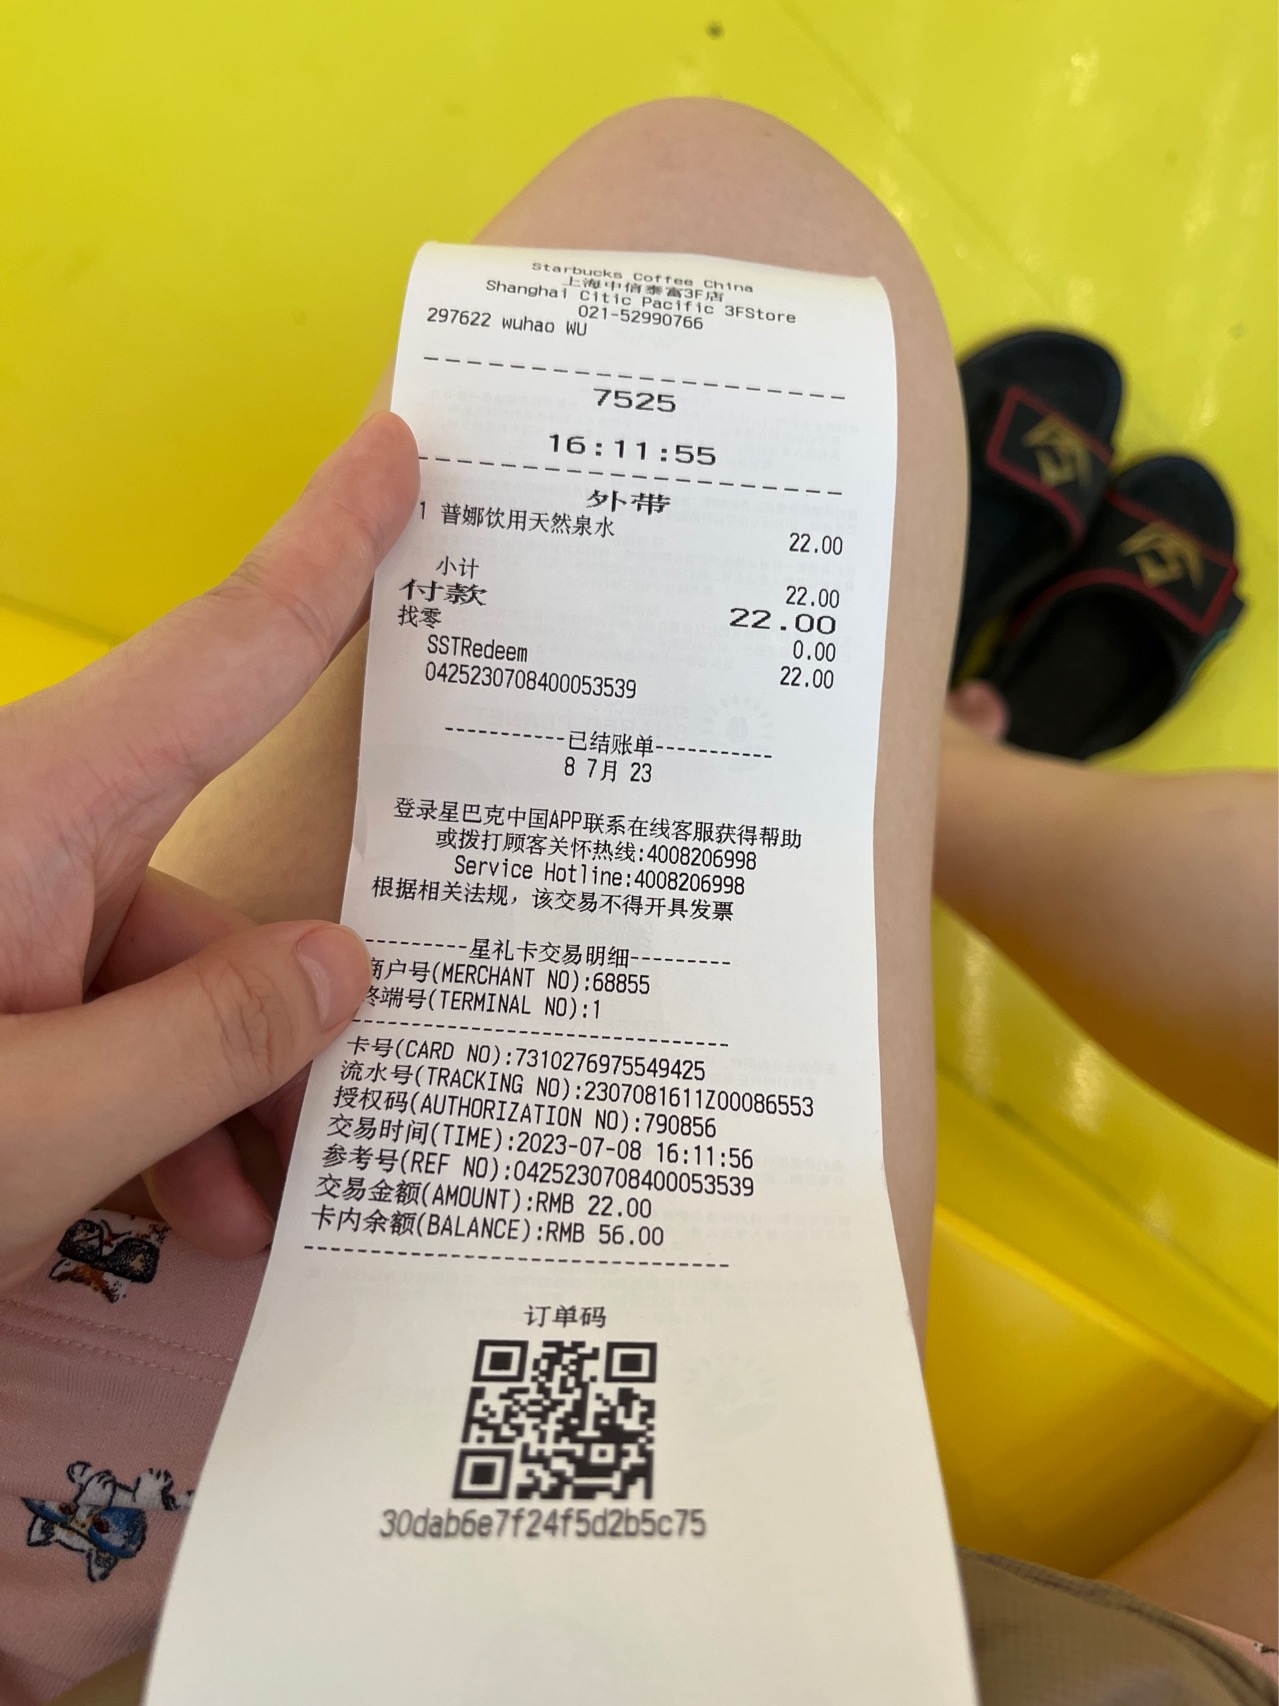 Starbucks Coffee China
上海中信泰富3F店
Shanghai Citic Pacific 3FStore
021-52990766
297622 wuhao WU
--------------------
7525
16:11:55
--------------------
外带
1 普娜饮用天然泉水 22.00
小计 22.00
付款 22.00
找零 0.00
SSTRedeem 22.00
0425230708400053539
-----------已结账单-----------
8 7月 23
登录星巴克中国APP联系在线客服获得帮助
或拨打顾客关怀热线:4008206998
Service Hotline:4008206998
根据相关法规，该交易不得开具发票
---------星礼卡交易明细---------
商户号(MERCHANT NO):68855
终端号(TERMINAL NO):1
--------------------------------
卡号(CARD NO):7310276975549425
流水号(TRACKING NO):2307081611Z00086553
授权码(AUTHORIZATION NO):790856
交易时间(TIME):2023-07-08 16:11:56
参考号(REF NO):0425230708400053539
交易金额(AMOUNT):RMB 22.00
卡内余额(BALANCE):RMB 56.00
--------------------------------
订单码
30dab6e7f24f5d2b5c75